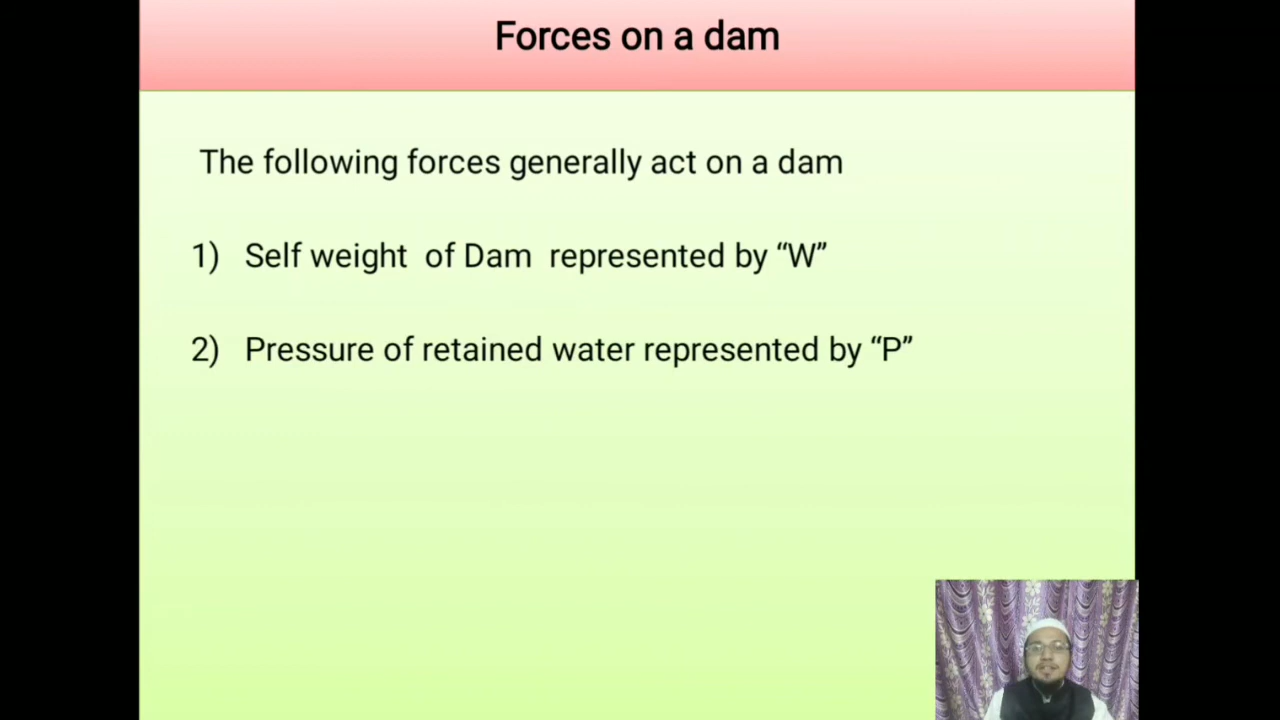 Forces on a dam
The following forces generally act on a dam
1) Self weight of Dam represented by “W”
2) Pressure of retained water represented by “P”